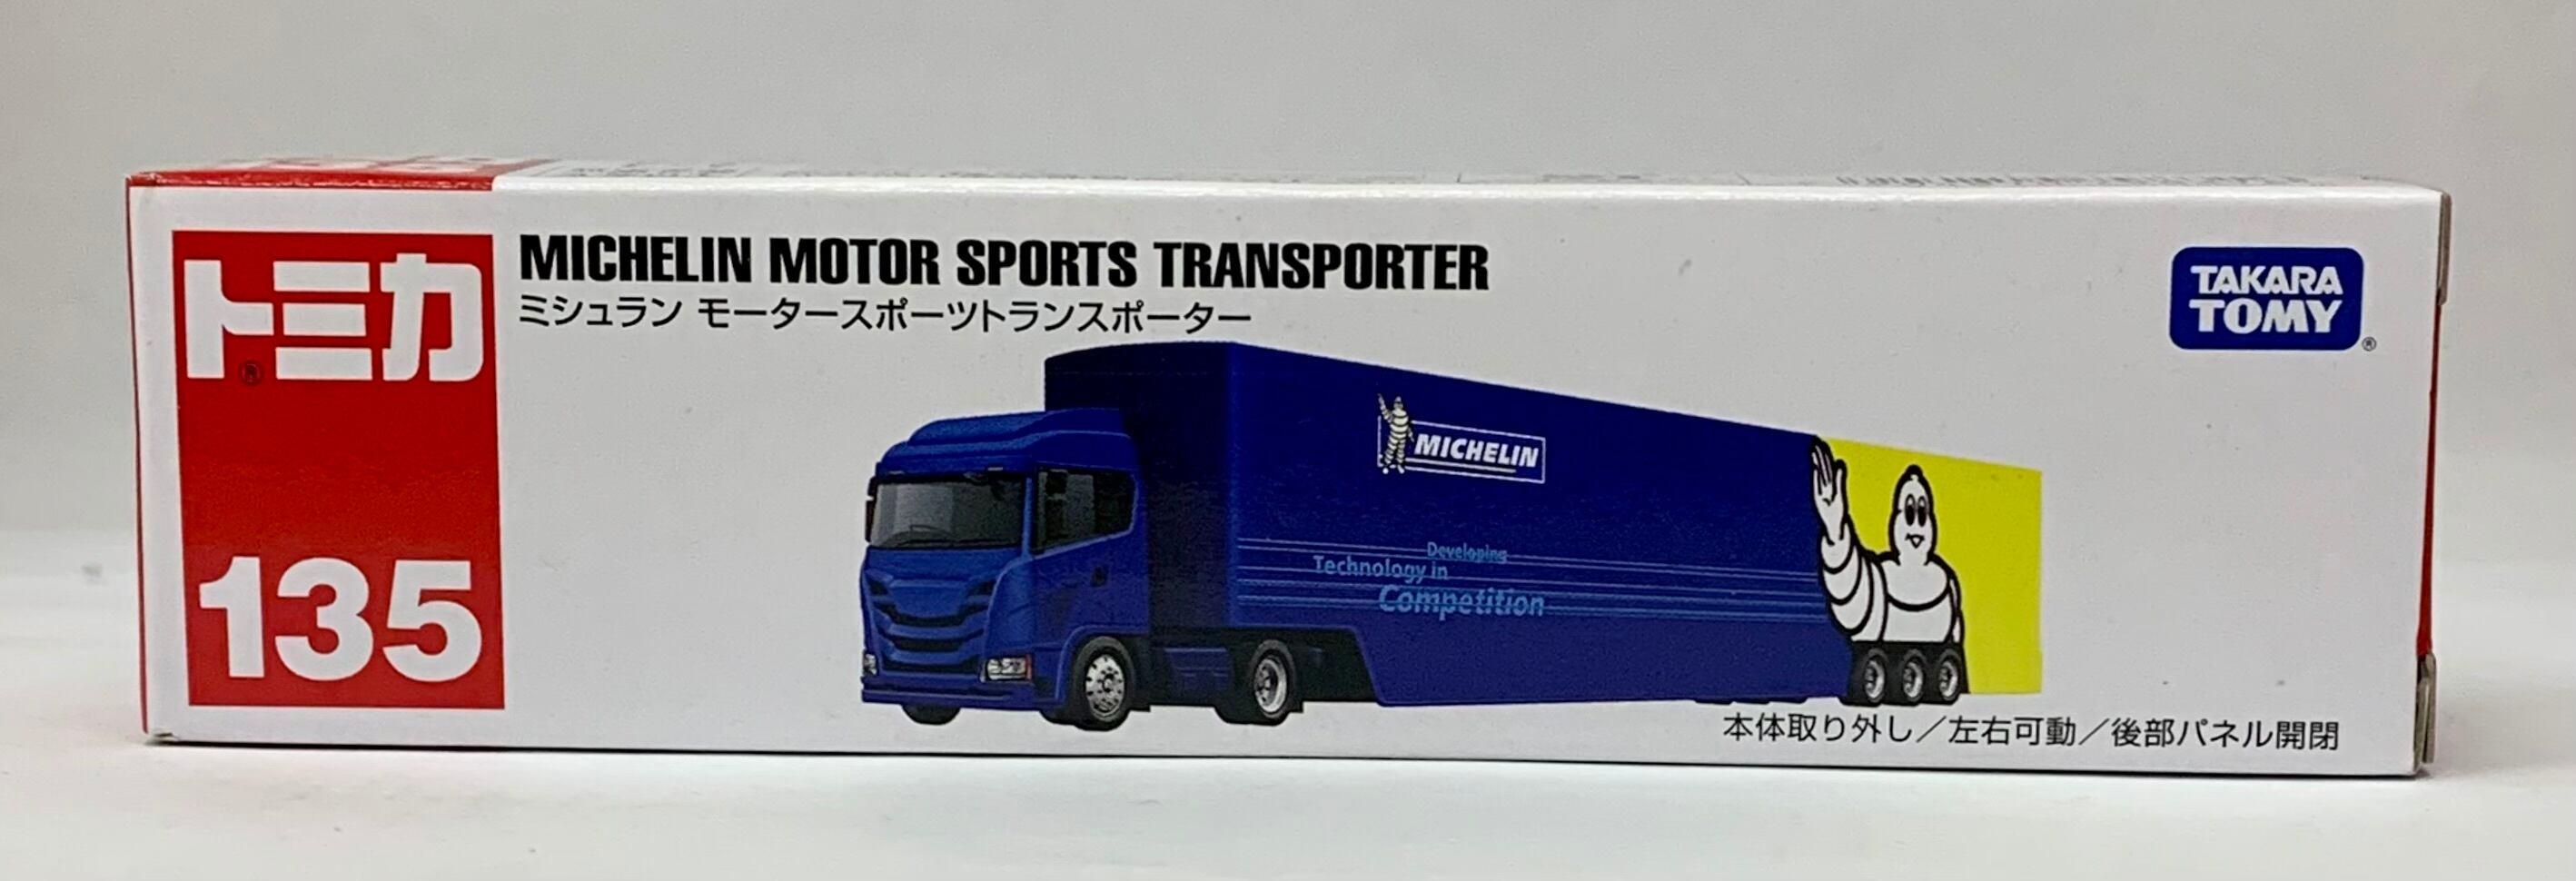 トミカ
®
135
MICHELIN MOTOR SPORTS TRANSPORTER
ミシュラン モータースポーツトランスポーター
TAKARA
TOMY
®
MICHELIN
Developing
Technology in
Competition
本体取り外し／左右可動／後部パネル開閉